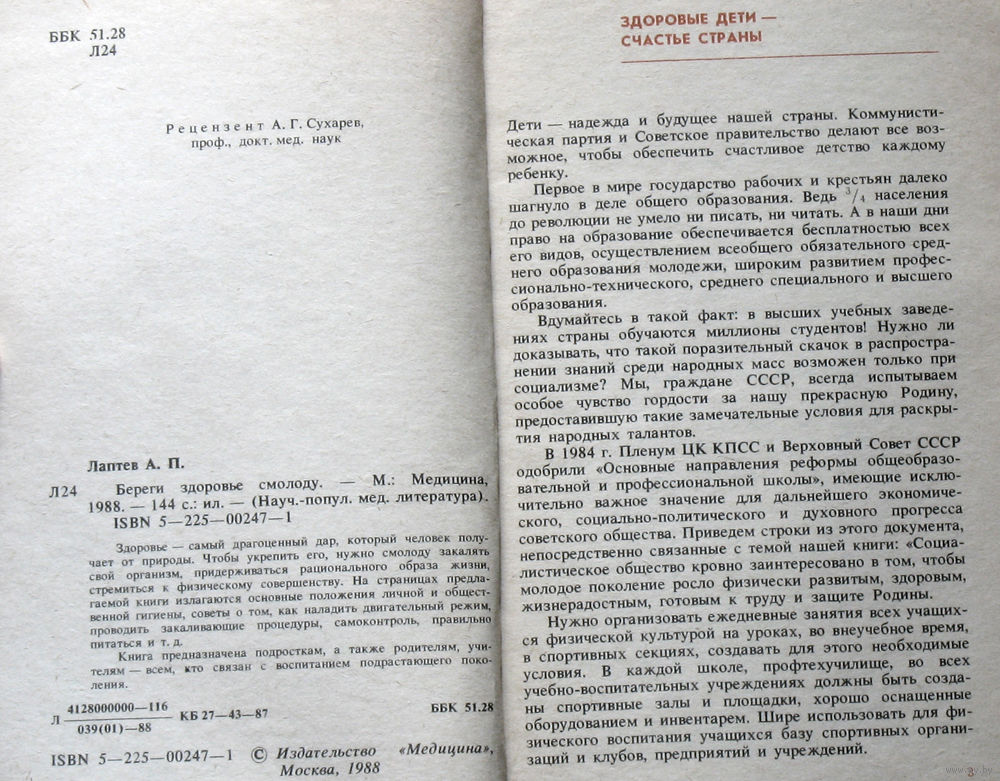 ББК 51.28
Л24
Рецензент А. Г. Сухарев,
проф., докт. мед. наук
Лаптев А. П.
Л24 Береги здоровье смолоду. — М.: Медицина,
1988. — 144 с.: ил. — (Науч.-попул. мед. литература).
ISBN 5—225—00247—1
Здоровье — самый драгоценный дар, который человек полу-
чает от природы. Чтобы укрепить его, нужно смолоду закалять
свой организм, придерживаться рационального образа жизни,
стремиться к физическому совершенству. На страницах предла-
гаемой книги излагаются основные положения личной и общест-
венной гигиены, советы о том, как наладить двигательный режим,
проводить закаливающие процедуры, самоконтроль, правильно
питаться и т. д.
Книга предназначена подросткам, а также родителям, учи-
телям — всем, кто связан с воспитанием подрастающего поко-
ления.
Л 4128000000—116
039(01)—88 КБ 27—43—87 ББК 51.28
ISBN 5—225—00247—1 © Издательство «Медицина»,
Москва, 1988
ЗДОРОВЫЕ ДЕТИ —
СЧАСТЬЕ СТРАНЫ
Дети — надежда и будущее нашей страны. Коммунисти-
ческая партия и Советское правительство делают все воз-
можное, чтобы обеспечить счастливое детство каждому
ребенку.
Первое в мире государство рабочих и крестьян далеко
шагнуло в деле общего образования. Ведь 3/4 населения
до революции не умело ни писать, ни читать. А в наши дни
право на образование обеспечивается бесплатностью всех
его видов, осуществлением всеобщего обязательного сред-
него образования молодежи, широким развитием профес-
сионально-технического, среднего специального и высшего
образования.
Вдумайтесь в такой факт: в высших учебных заведе-
ниях страны обучаются миллионы студентов! Нужно ли
доказывать, что такой поразительный скачок в распростра-
нении знаний среди народных масс возможен только при
социализме? Мы, граждане СССР, всегда испытываем
особое чувство гордости за нашу прекрасную Родину,
предоставившую такие замечательные условия для раскры-
тия народных талантов.
В 1984 г. Пленум ЦК КПСС и Верховный Совет СССР
одобрили «Основные направления реформы общеобразо-
вательной и профессиональной школы», имеющие исклю-
чительно важное значение для дальнейшего экономиче-
ского, социально-политического и духовного прогресса
советского общества. Приведем строки из этого документа,
непосредственно связанные с темой нашей книги: «Социа-
листическое общество кровно заинтересовано в том, чтобы
молодое поколение росло физически развитым, здоровым,
жизнерадостным, готовым к труду и защите Родины.
Нужно организовать ежедневные занятия всех учащих-
ся физической культурой на уроках, во внеучебное время,
в спортивных секциях, создавать для этого необходимые
условия. В каждой школе, профтехучилище, во всех
учебно-воспитательных учреждениях должны быть созда-
ны спортивные залы и площадки, хорошо оснащенные
оборудованием и инвентарем. Шире использовать для фи-
зического воспитания учащихся базу спортивных органи-
заций и клубов, предприятий и учреждений.
3